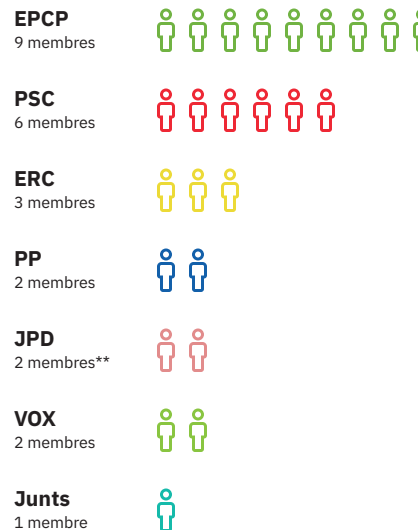 EPCP
9 membres
PSC
6 membres
ERC
3 membres
PP
2 membres
JPD
2 membres**
VOX
2 membres
Junts
1 membre